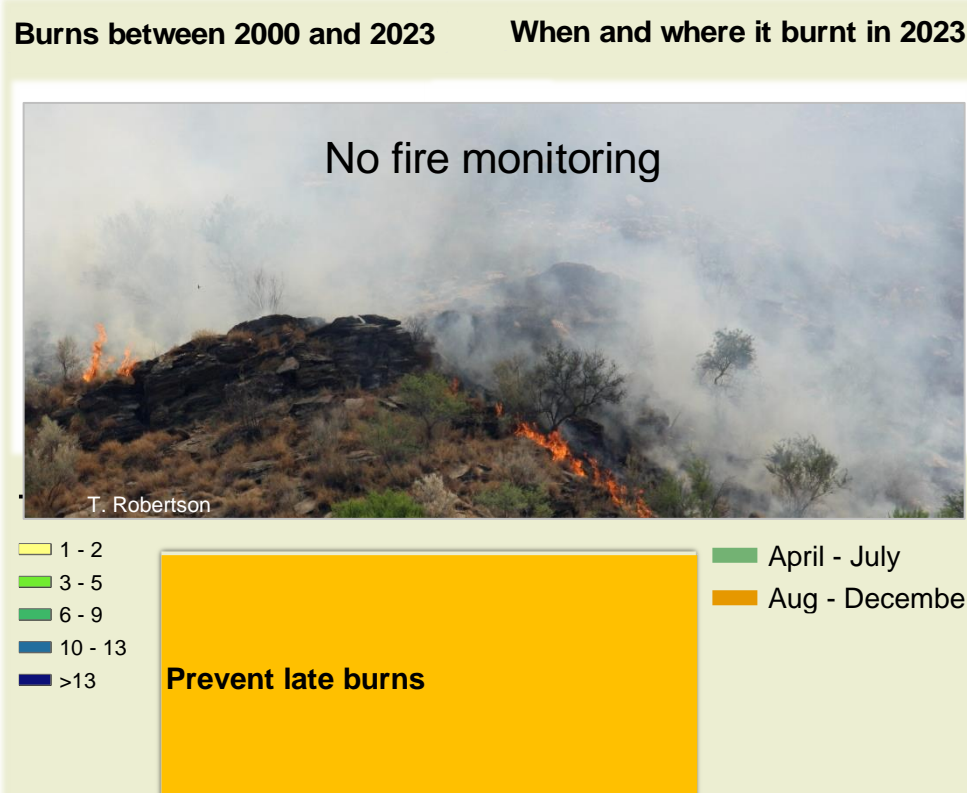 Burns between 2000 and 2023
When and where it burnt in 2023
No fire monitoring
T. Robertson
1 - 2
3 - 5
6 - 9
10 - 13
>13
April - July
Aug - Decembe
Prevent late burns